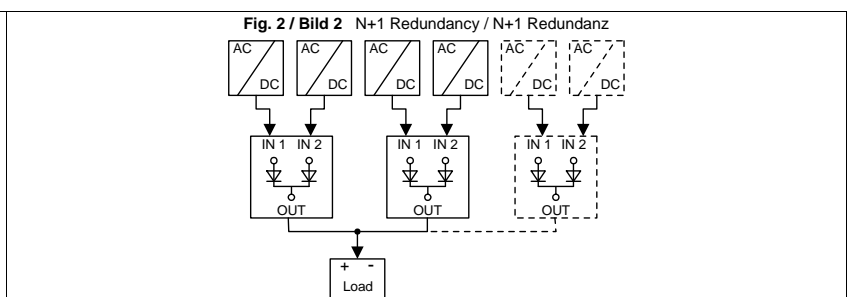 Fig. 2 / Bild 2 N+1 Redundancy / N+1 Redundanz
AC AC AC AC AC AC
DC DC DC DC DC DC
IN 1 IN 2 IN 1 IN 2 IN 1 IN 2
OUT OUT OUT
+ -
Load